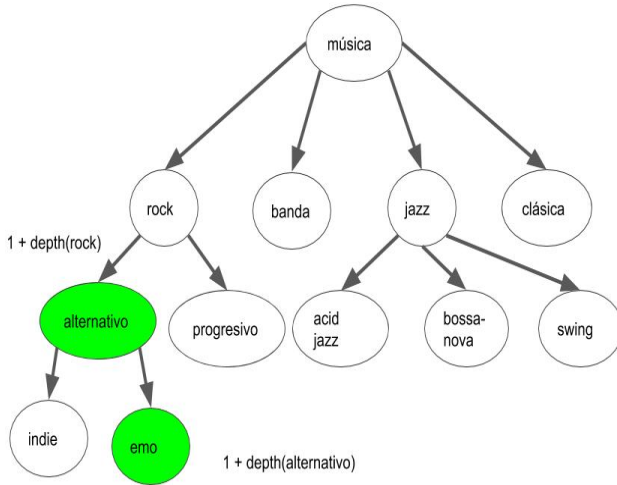 música
rock
banda
jazz
clásica
1 + depth(rock)
alternativo
progresivo
acid
jazz
bossa-
nova
swing
indie
emo
1 + depth(alternativo)